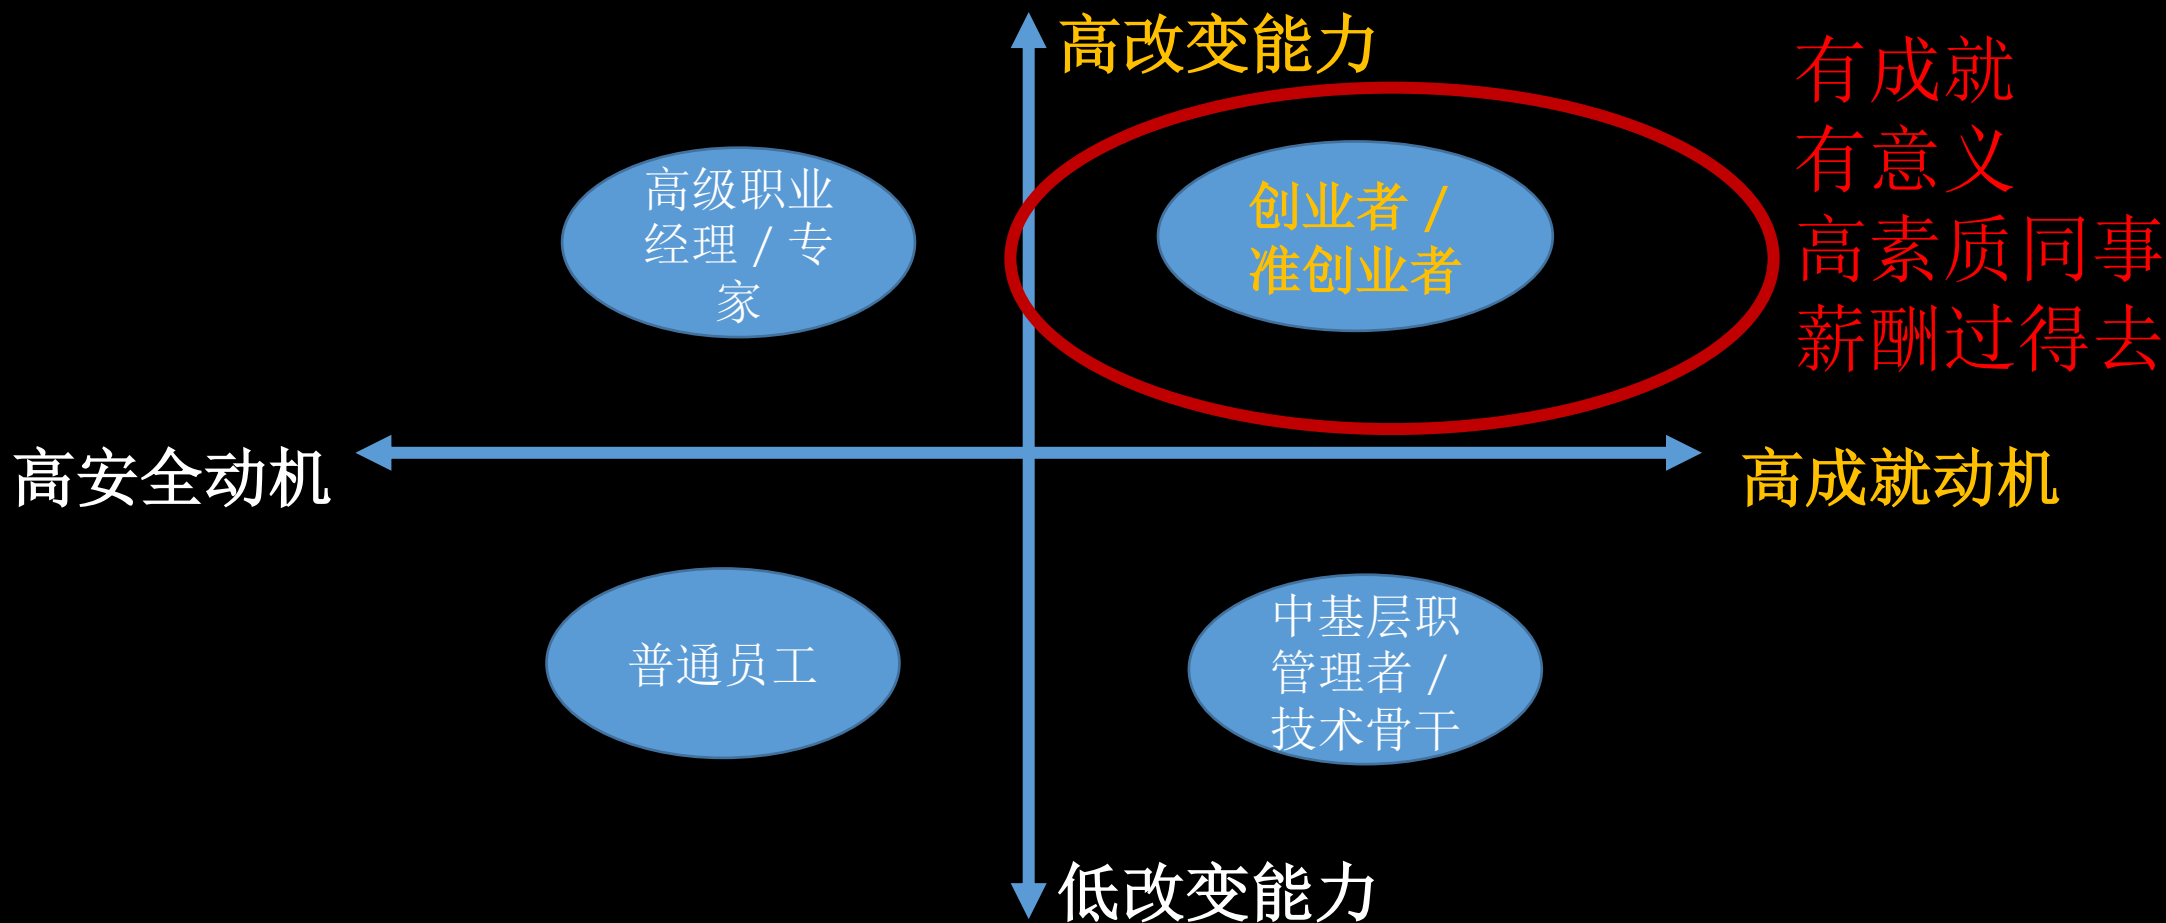 高改变能力
有成就
有意义
高素质同事
薪酬过得去
高级职业
经理/专
家
创业者/
准创业者
高安全动机
高成就动机
普通员工
中基层职
管理者/
技术骨干
低改变能力